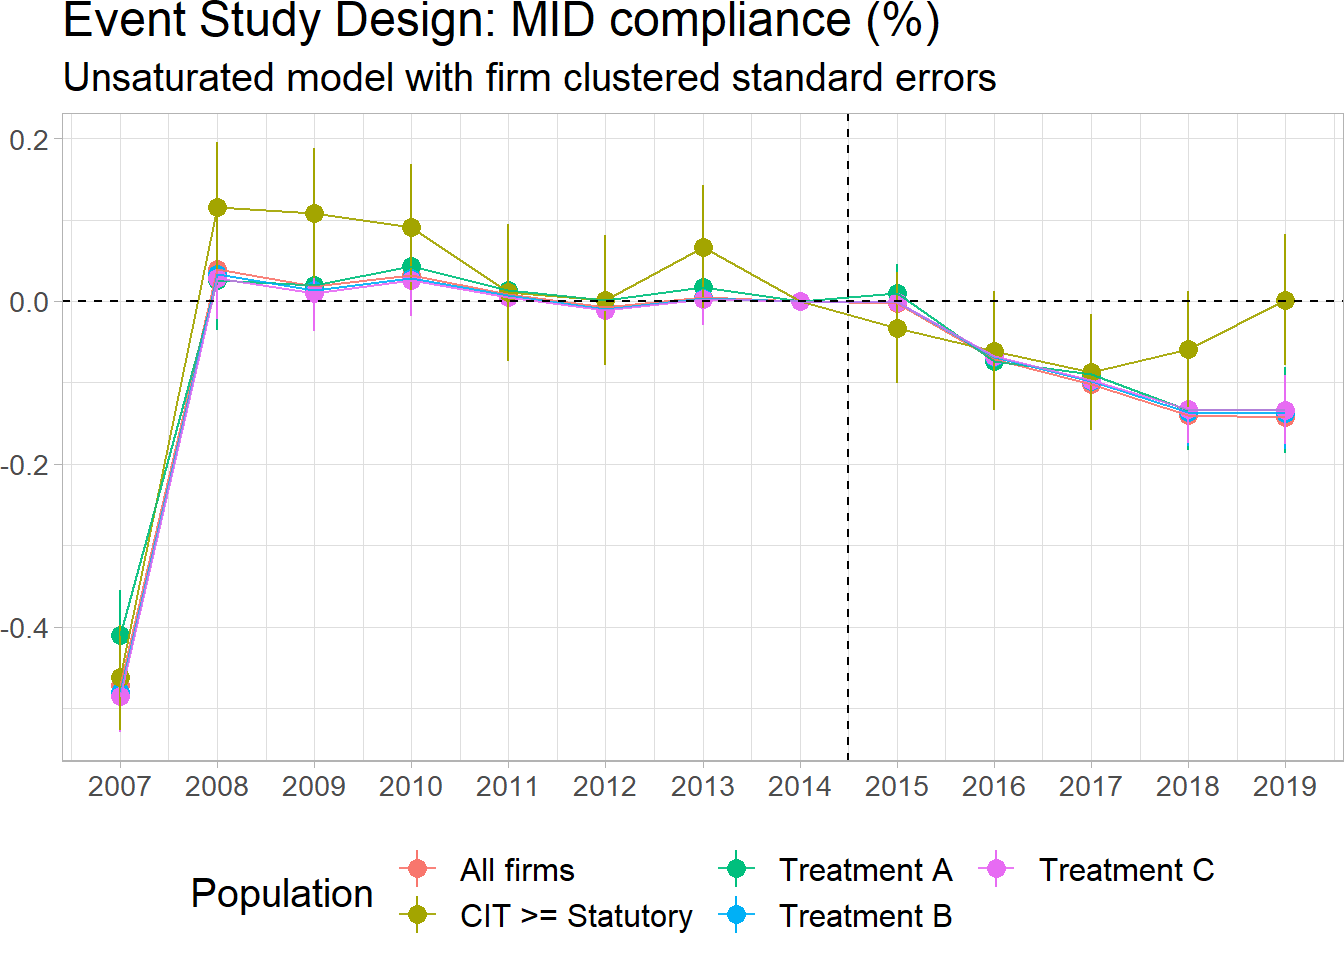 Event Study Design: MID compliance (%)
Unsaturated model with firm clustered standard errors
0.2
0.0
-0.2
-0.4
2007 2008 2009 2010 2011 2012 2013 2014 2015 2016 2017 2018 2019
Population
All firms
CIT >= Statutory
Treatment A
Treatment B
Treatment C